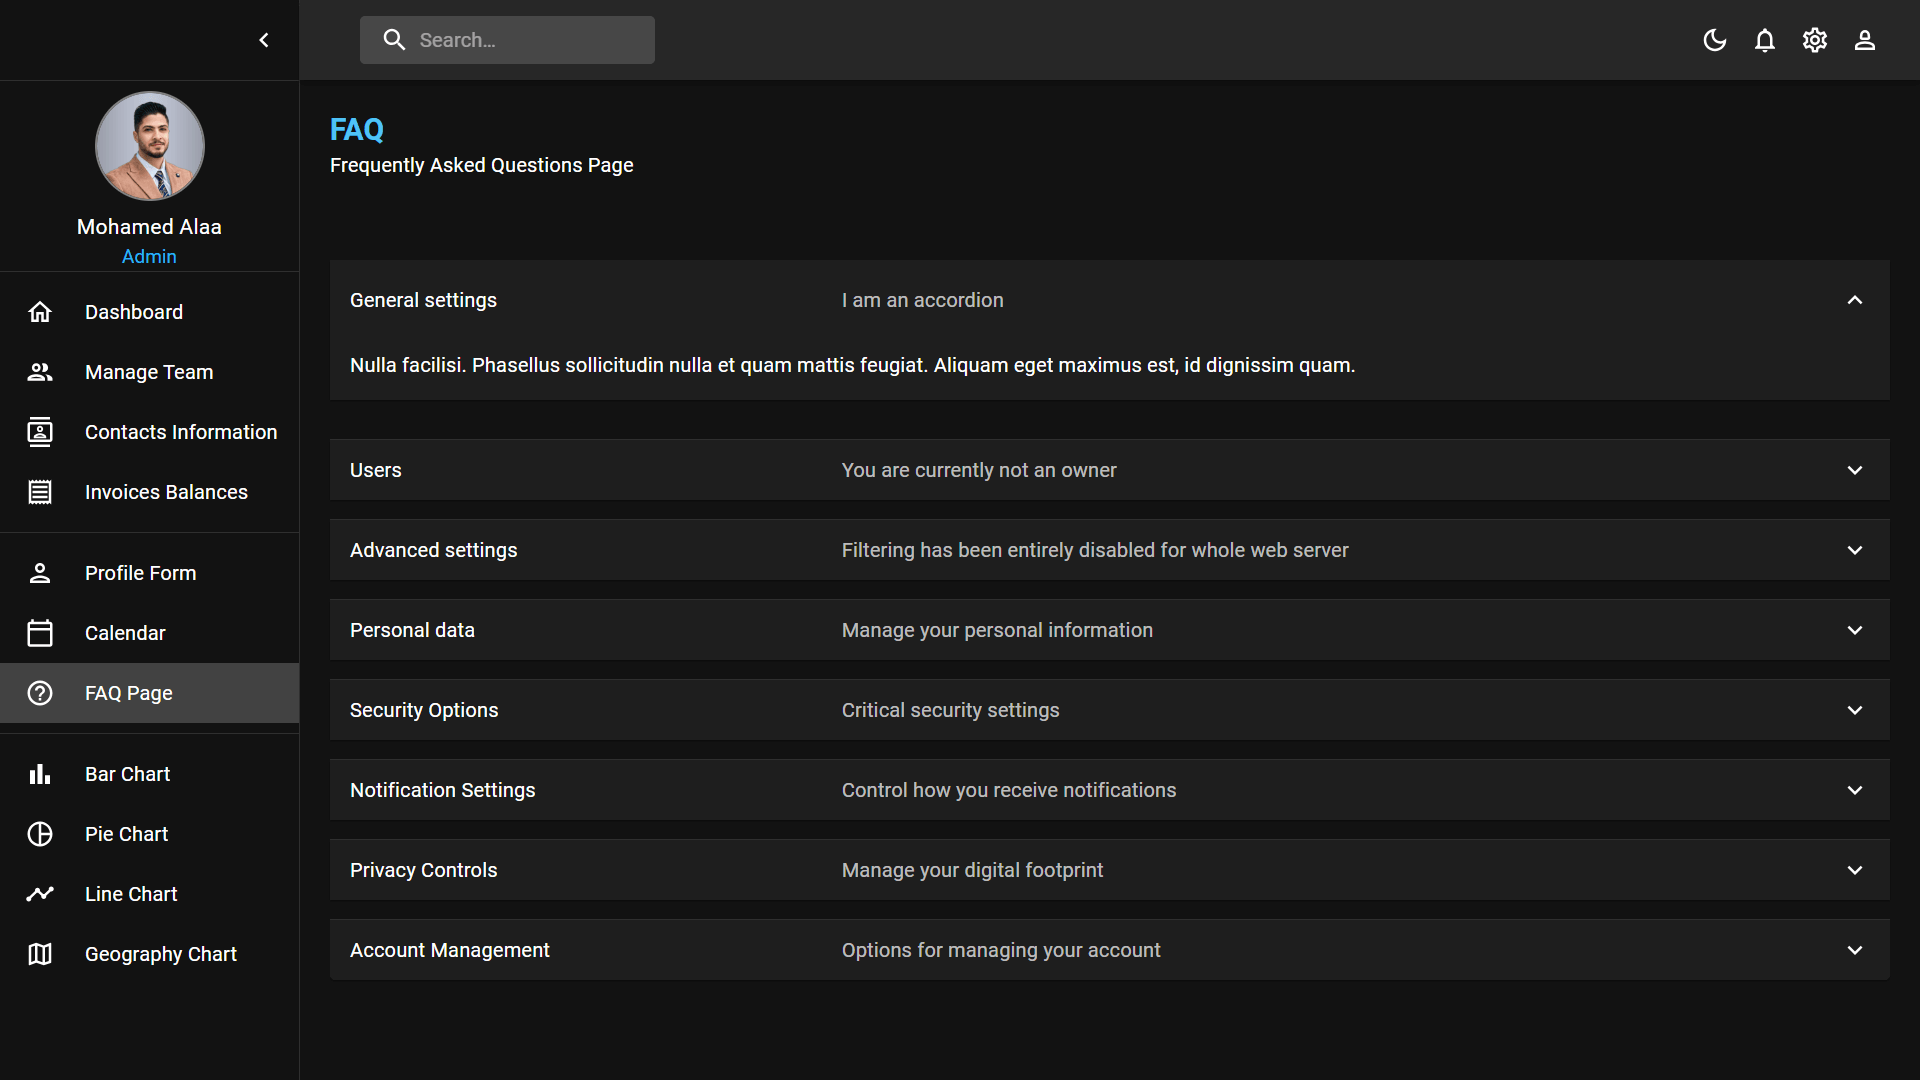 Search...
Mohamed Alaa
Admin
Dashboard
Manage Team
Contacts Information
Invoices Balances
Profile Form
Calendar
FAQ Page
Bar Chart
Pie Chart
Line Chart
Geography Chart
FAQ
Frequently Asked Questions Page
General settings I am an accordion
Nulla facilisi. Phasellus sollicitudin nulla et quam mattis feugiat. Aliquam eget maximus est, id dignissim quam.
Users You are currently not an owner
Advanced settings Filtering has been entirely disabled for whole web server
Personal data Manage your personal information
Security Options Critical security settings
Notification Settings Control how you receive notifications
Privacy Controls Manage your digital footprint
Account Management Options for managing your account